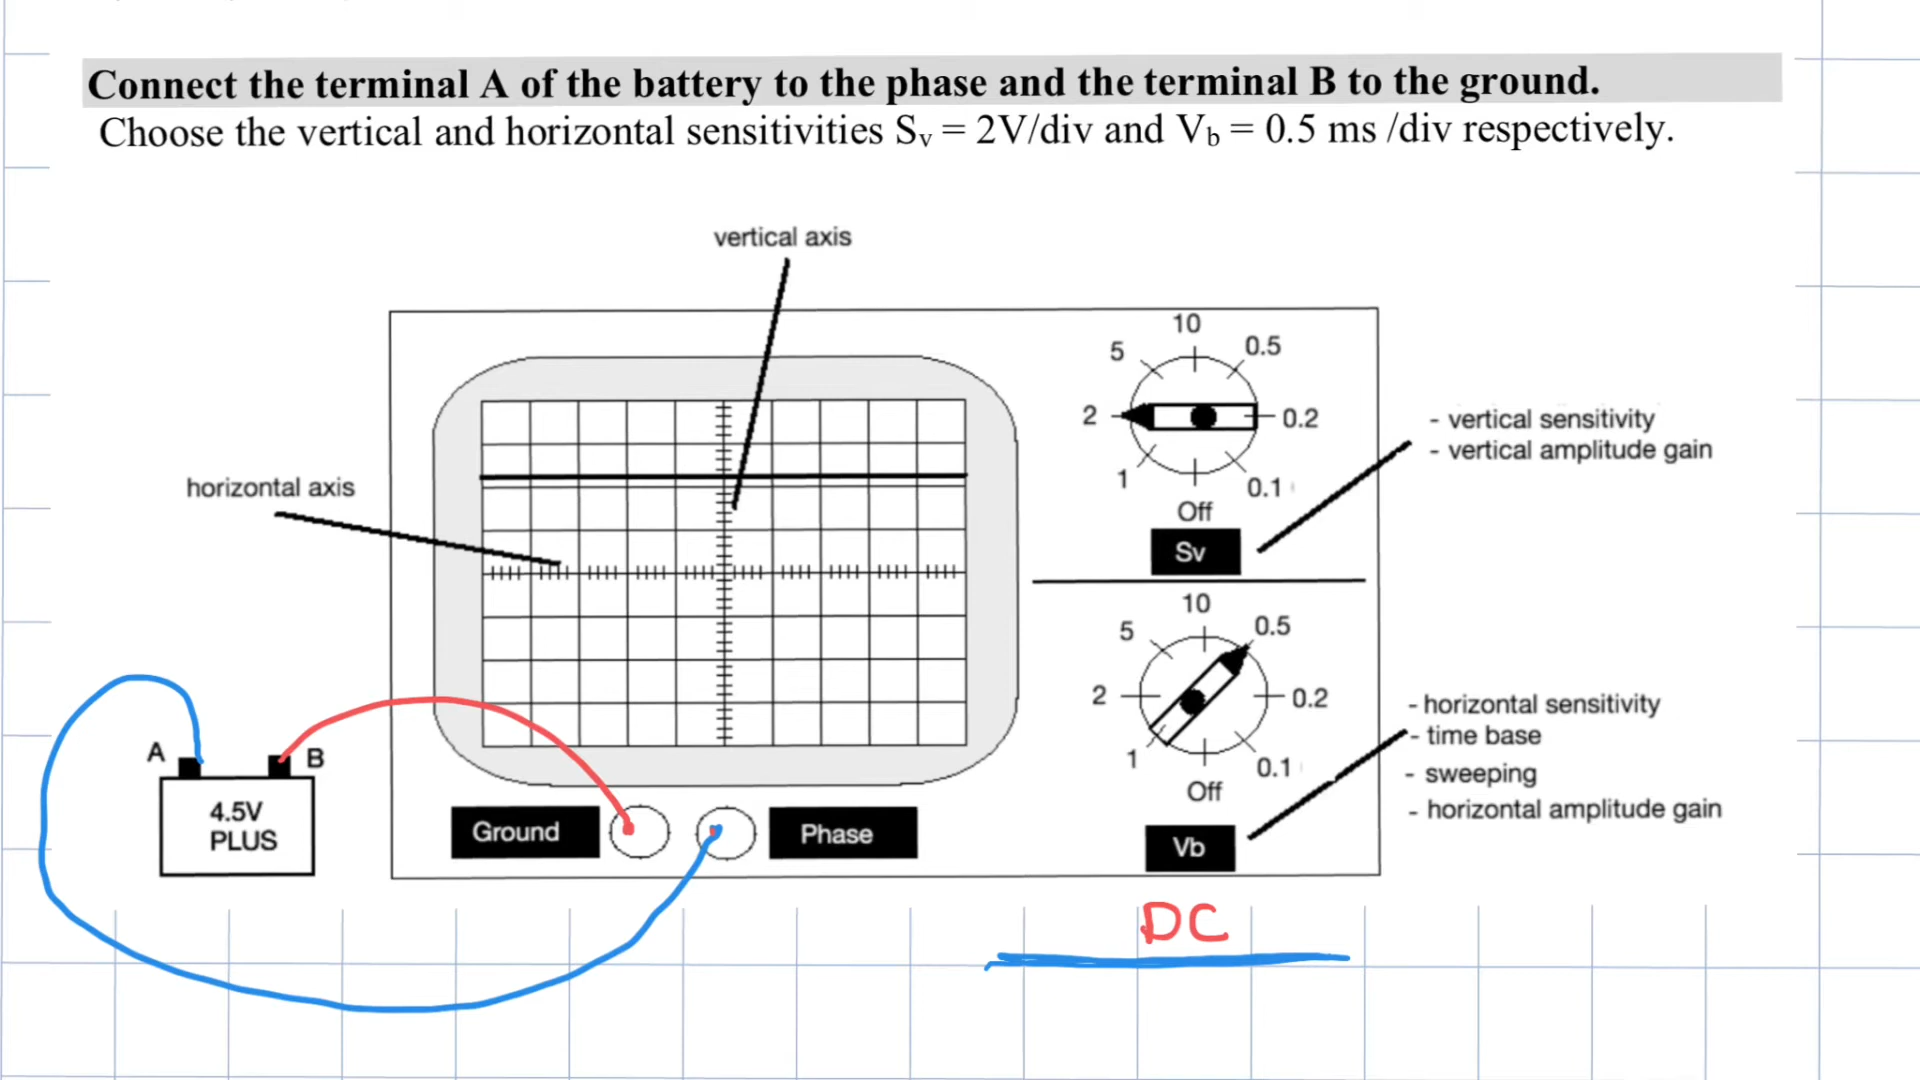 Connect the terminal A of the battery to the phase and the terminal B to the ground.
Choose the vertical and horizontal sensitivities Sv = 2V/div and Vb = 0.5 ms /div respectively.
vertical axis
horizontal axis
10
5
0.5
2
0.2
1
0.1
Off
Sv
- vertical sensitivity
- vertical amplitude gain
10
5
0.5
2
0.2
1
0.1
Off
Vb
- horizontal sensitivity
- time base
- sweeping
- horizontal amplitude gain
A
B
4.5V
PLUS
Ground
Phase
DC